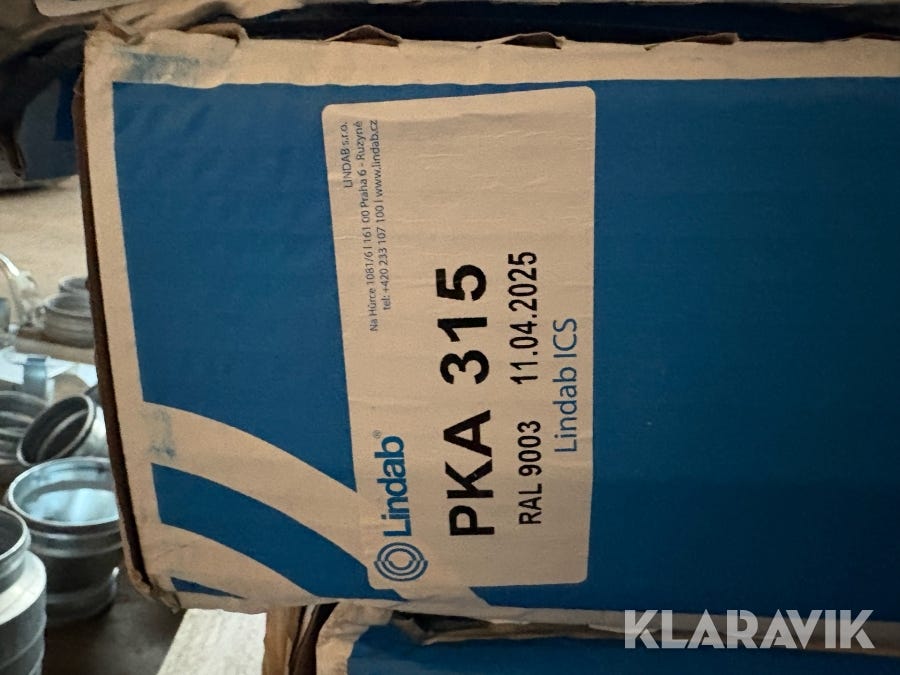 LINDAB s.r.o.
Na Hůrce 1081/6 I 161 00 Praha 6 - Ruzyně
tel: +420 233 107 100 I www.lindab.cz
Lindab®
PKA 315
RAL 9003 11.04.2025
Lindab ICS
KLARAVIK